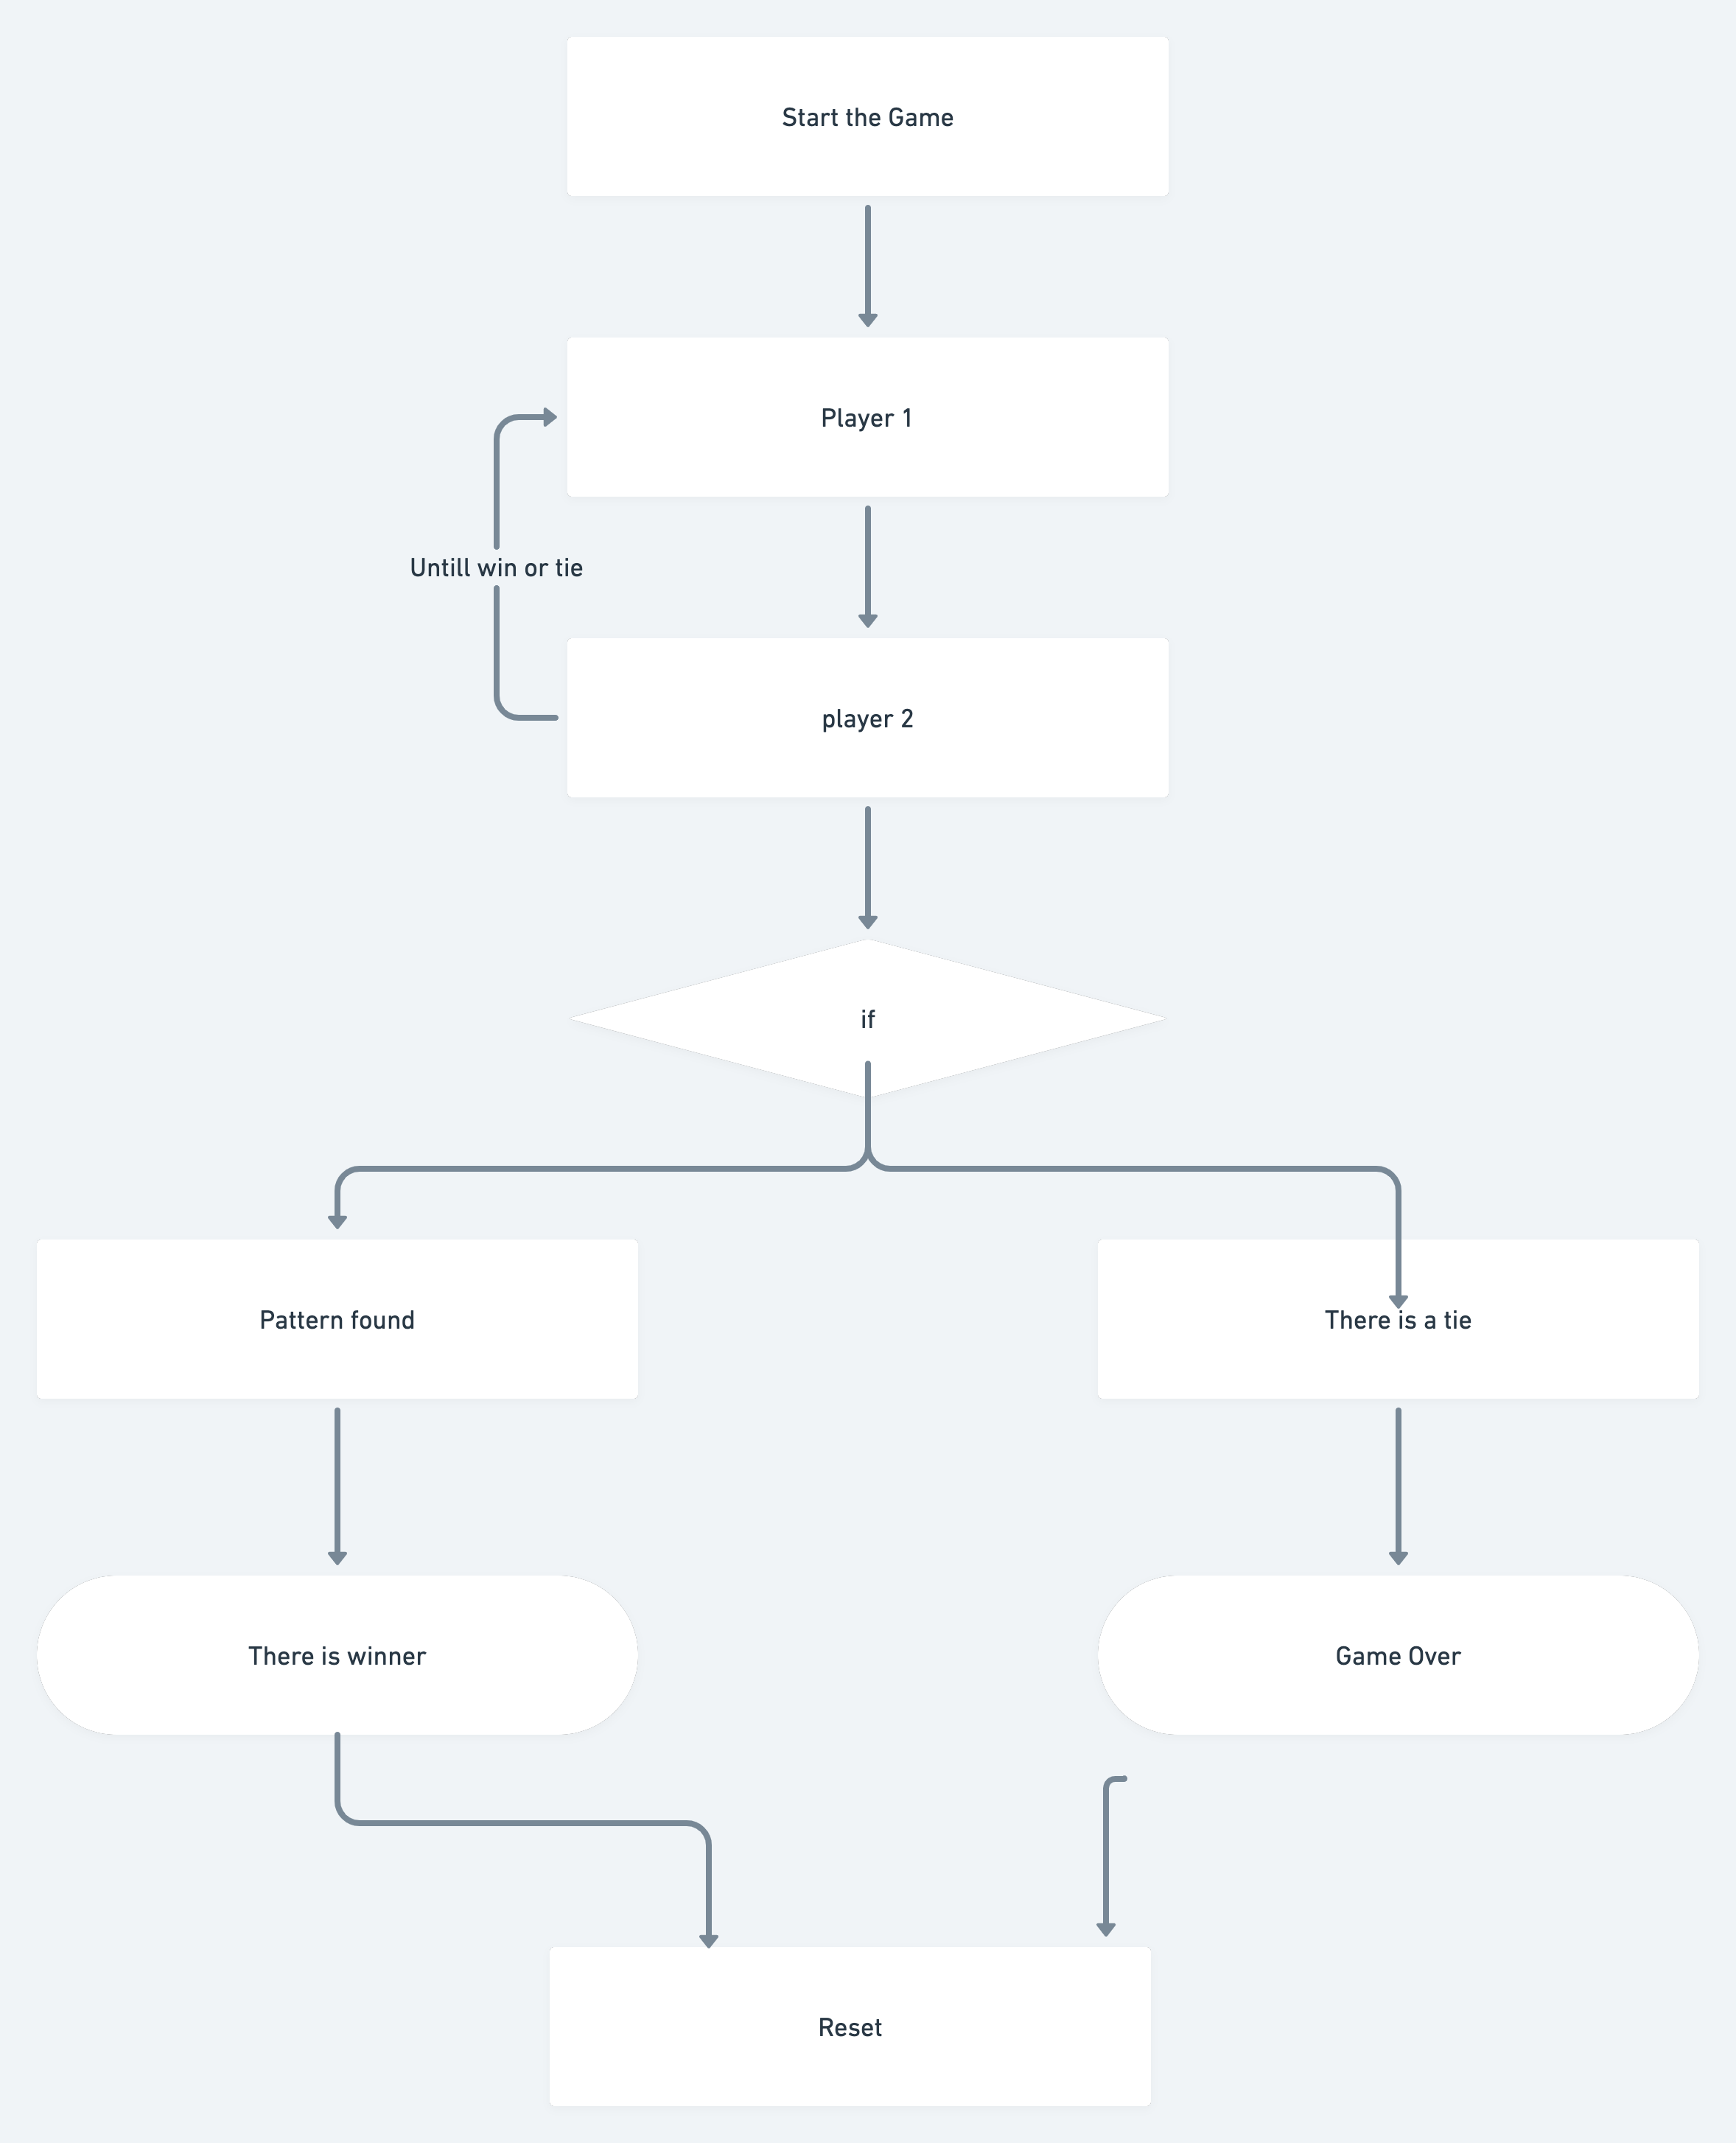 Start the Game
Player 1
Untill win or tie
player 2
if
Pattern found
There is a tie
There is winner
Game Over
Reset